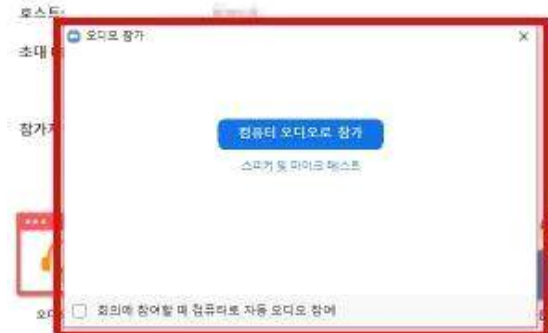 호스트:
오디오 참가
초대
참가
컴퓨터 오디오로 참가
스피커 및 마이크 테스트
회의에 참여할 때 컴퓨터로 자동 오디오 참여